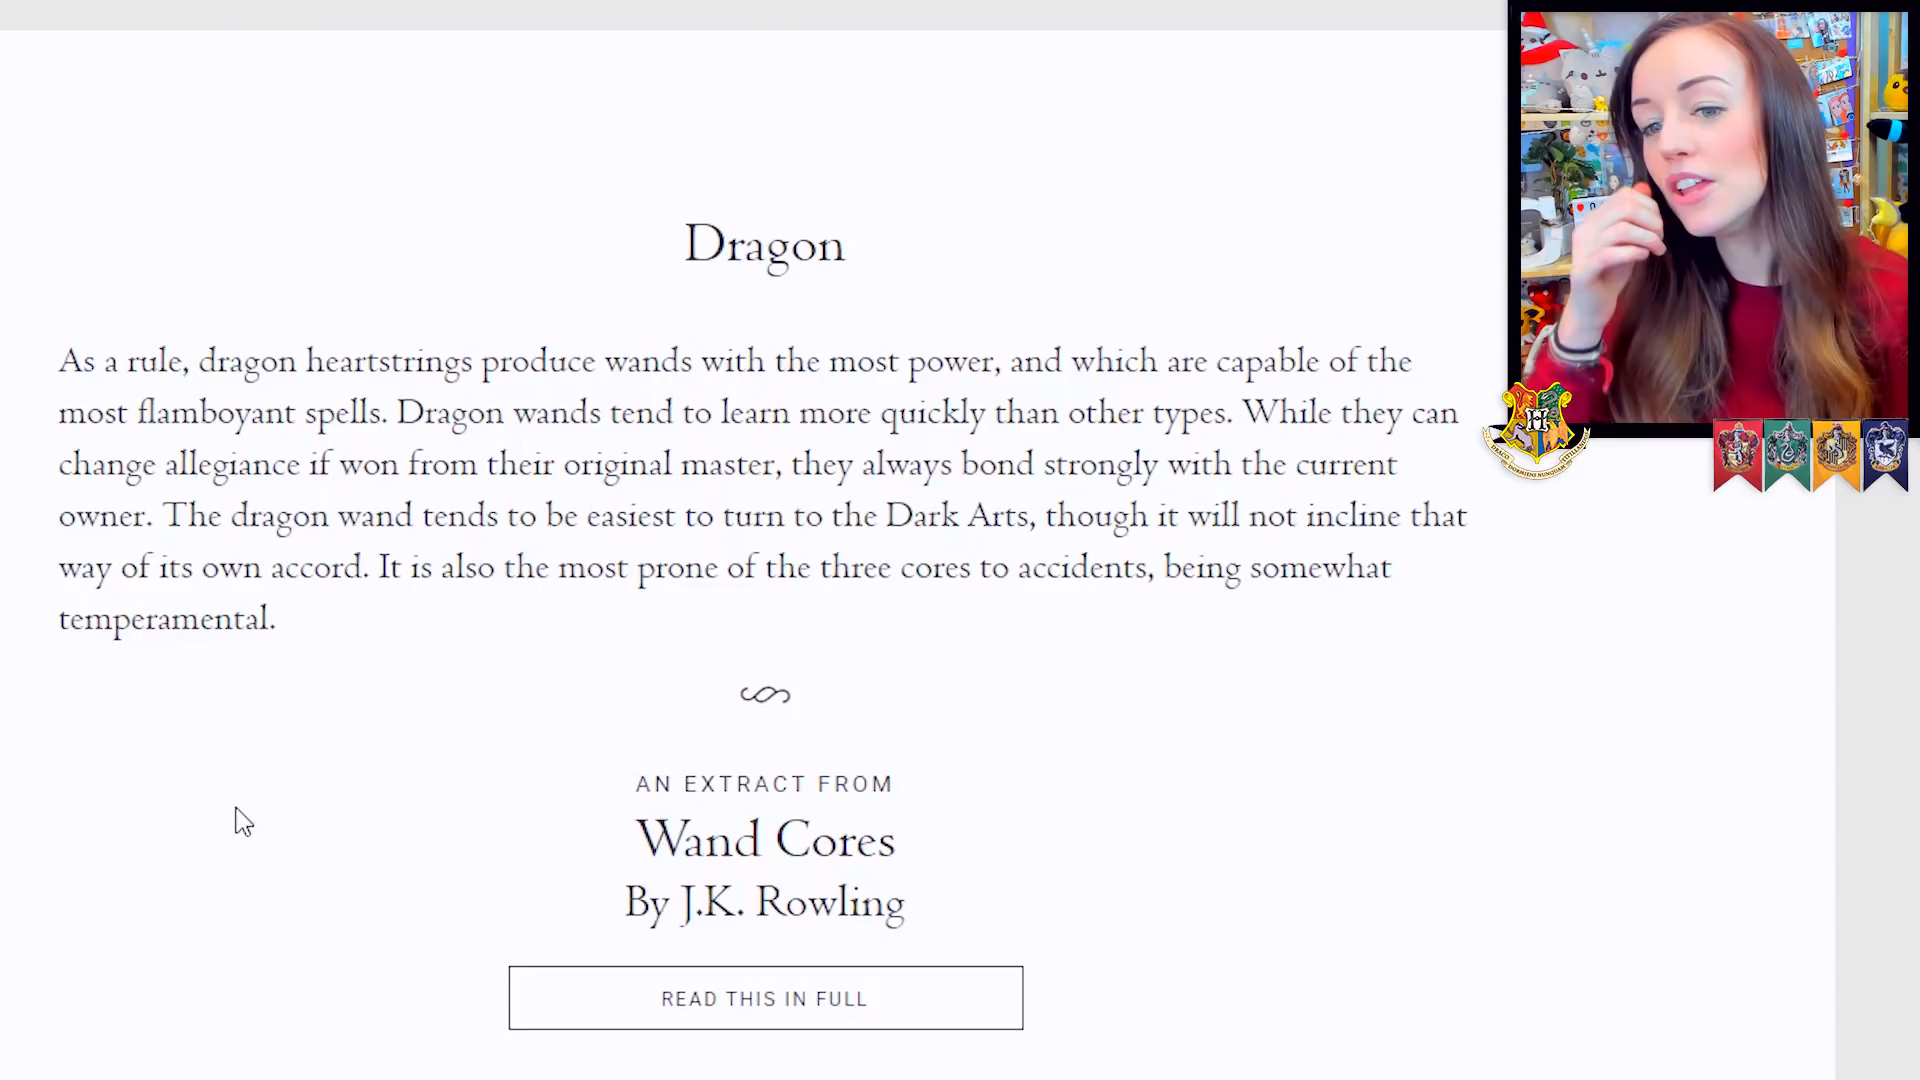 Dragon
As a rule, dragon heartstrings produce wands with the most power, and which are capable of the
most flamboyant spells. Dragon wands tend to learn more quickly than other types. While they can
change allegiance if won from their original master, they always bond strongly with the current
owner. The dragon wand tends to be easiest to turn to the Dark Arts, though it will not incline that
way of its own accord. It is also the most prone of the three cores to accidents, being somewhat
temperamental.
AN EXTRACT FROM
Wand Cores
By J.K. Rowling
READ THIS IN FULL
H
DRACO DORMIENS NUNQUAM TITILLANDUS